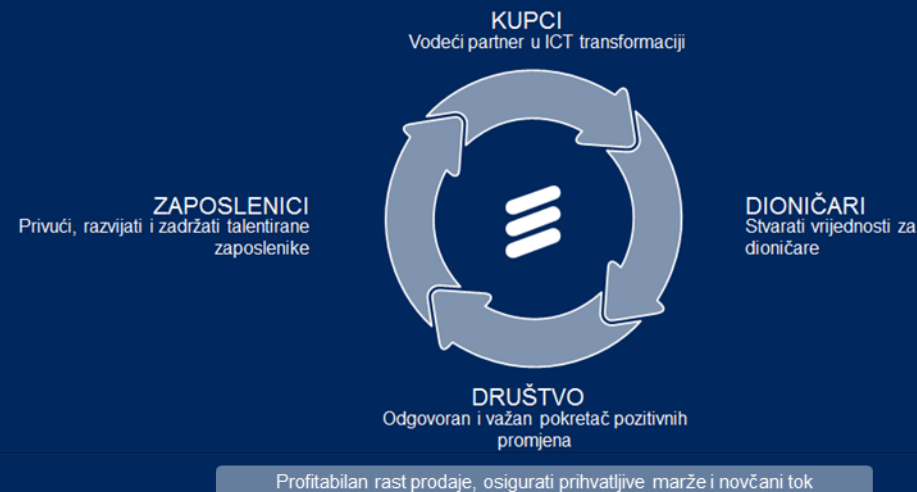 KUPCI
Vodeći partner u ICT transformaciji
ZAPOSLENICI
Privući, razvijati i zadržati talentirane
zaposlenike
DIONIČARI
Stvarati vrijednosti za
dioničare
DRUŠTVO
Odgovoran i važan pokretač pozitivnih
promjena
Profitabilan rast prodaje, osigurati prihvatljive marže i novčani tok